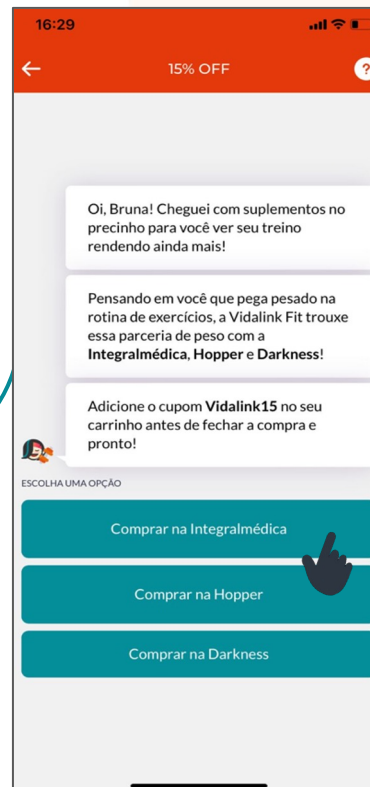 16:29
15% OFF
?
Oi, Bruna! Cheguei com suplementos no
precinho para você ver seu treino
rendendo ainda mais!
Pensando em você que pega pesado na
rotina de exercícios, a Vidalink Fit trouxe
essa parceria de peso com a
Integralmédica, Hopper e Darkness!
Adicione o cupom Vidalink15 no seu
carrinho antes de fechar a compra e
pronto!
ESCOLHA UMA OPÇÃO
Comprar na Integralmédica
Comprar na Hopper
Comprar na Darkness